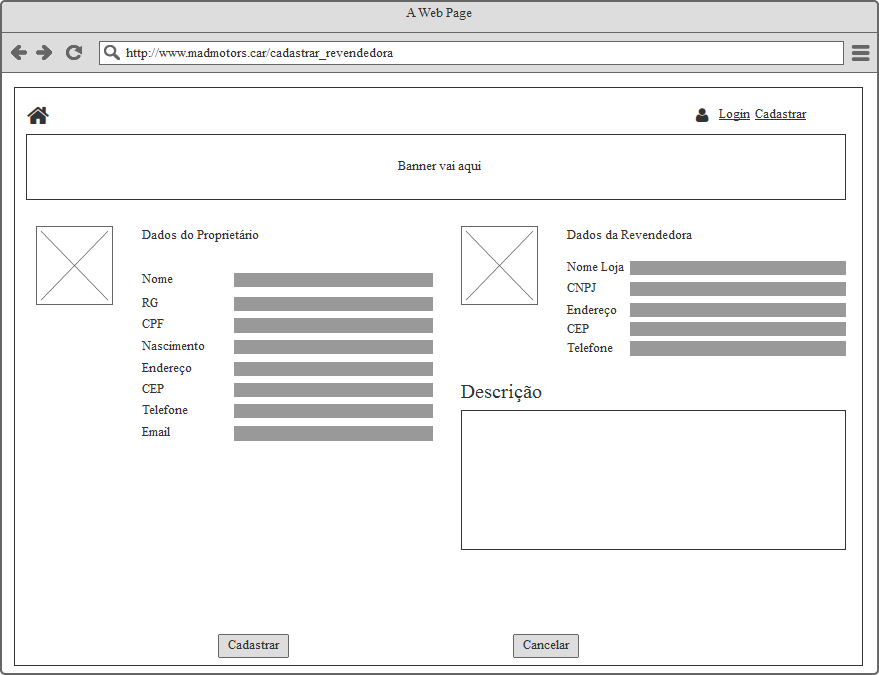 A Web Page
http://www.madmotors.car/cadastrar_revendedora
Login Cadastrar
Banner vai aqui
Dados do Proprietário
Nome
RG
CPF
Nascimento
Endereço
CEP
Telefone
Email
Dados da Revendedora
Nome Loja
CNPJ
Endereço
CEP
Telefone
Descrição
Cadastrar
Cancelar